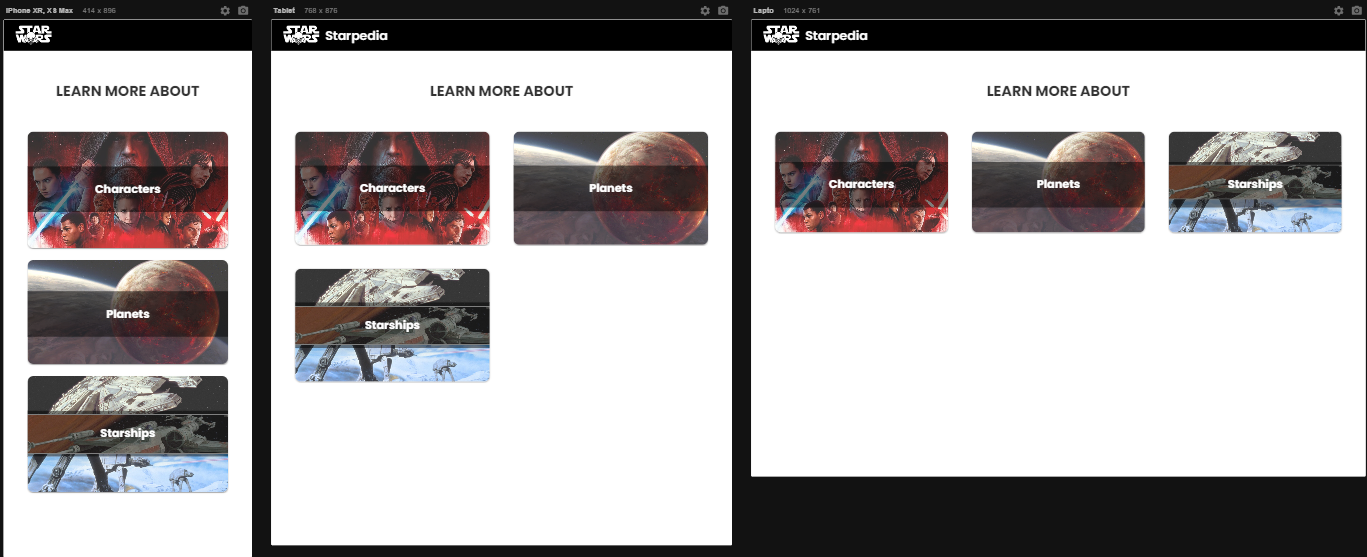 iPhone XR, XS Max 414 x 896
STAR WARS
LEARN MORE ABOUT
Characters
Planets
Starships
Tablet 768 x 876
STAR WARS Starpedia
LEARN MORE ABOUT
Characters
Planets
Starships
Lapto 1024 x 761
STAR WARS Starpedia
LEARN MORE ABOUT
Characters
Planets
Starships